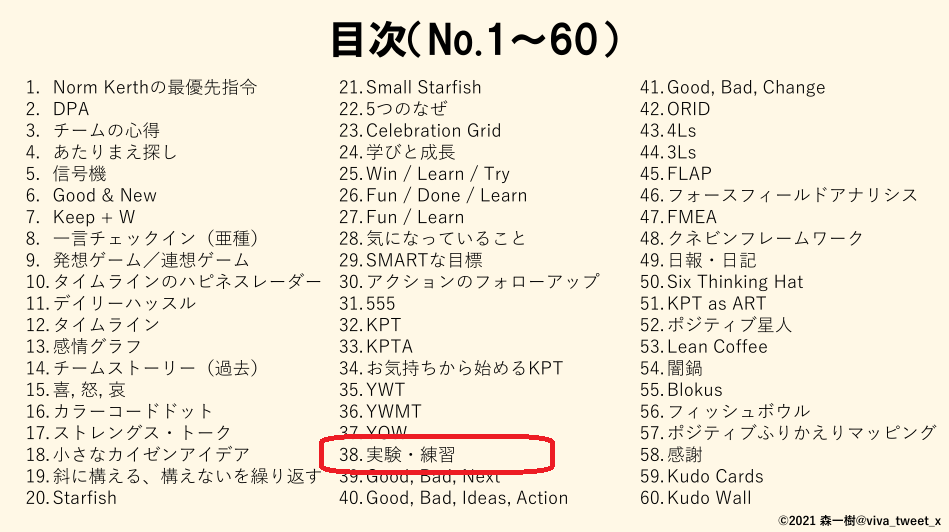 目次(No.1～60)
1. Norm Kerthの最優先指令
2. DPA
3. チームの心得
4. あたりまえ探し
5. 信号機
6. Good & New
7. Keep + W
8. 一言チェックイン（亜種）
9. 発想ゲーム／連想ゲーム
10. タイムラインのハピネスレーダー
11. デイリーハッスル
12. タイムライン
13. 感情グラフ
14. チームストーリー（過去）
15. 喜, 怒, 哀
16. カラーコードドット
17. ストレングス・トーク
18. 小さなカイゼンアイデア
19. 斜に構える、構えないを繰り返す
20. Starfish
21. Small Starfish
22. 5つのなぜ
23. Celebration Grid
24. 学びと成長
25. Win / Learn / Try
26. Fun / Done / Learn
27. Fun / Learn
28. 気になっていること
29. SMARTな目標
30. アクションのフォローアップ
31. 555
32. KPT
33. KPTA
34. お気持ちから始めるKPT
35. YWT
36. YWMT
37. YOW
38. 実験・練習
39. Good, Bad, Next
40. Good, Bad, Ideas, Action
41. Good, Bad, Change
42. ORID
43. 4Ls
44. 3Ls
45. FLAP
46. フォースフィールドアナリシス
47. FMEA
48. クネビンフレームワーク
49. 日報・日記
50. Six Thinking Hat
51. KPT as ART
52. ポジティブ星人
53. Lean Coffee
54. 闇鍋
55. Blokus
56. フィッシュボウル
57. ポジティブふりかえりマッピング
58. 感謝
59. Kudo Cards
60. Kudo Wall
©2021 森一樹@viva_tweet_x